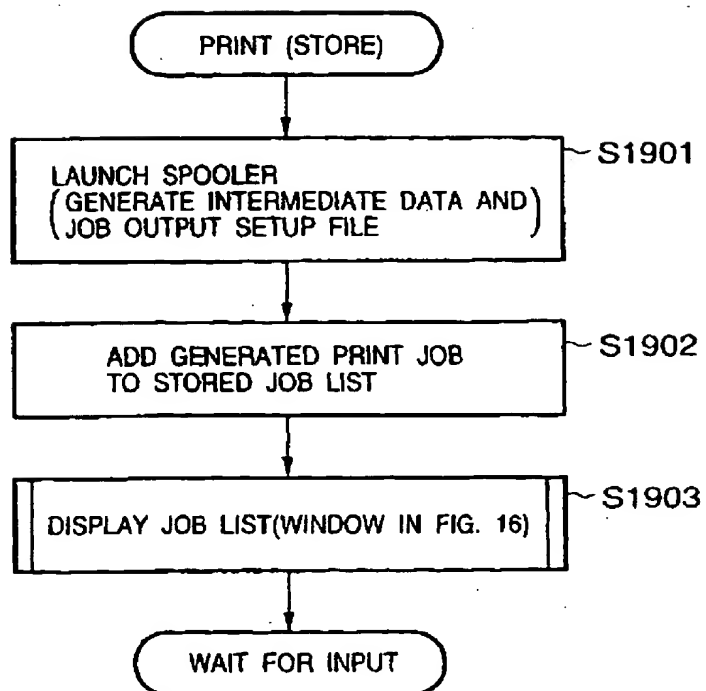 PRINT (STORE)
S1901
LAUNCH SPOOLER
(GENERATE INTERMEDIATE DATA AND
JOB OUTPUT SETUP FILE)
ADD GENERATED PRINT JOB
TO STORED JOB LIST
S1902
DISPLAY JOB LIST(WINDOW IN FIG. 16)
S1903
WAIT FOR INPUT